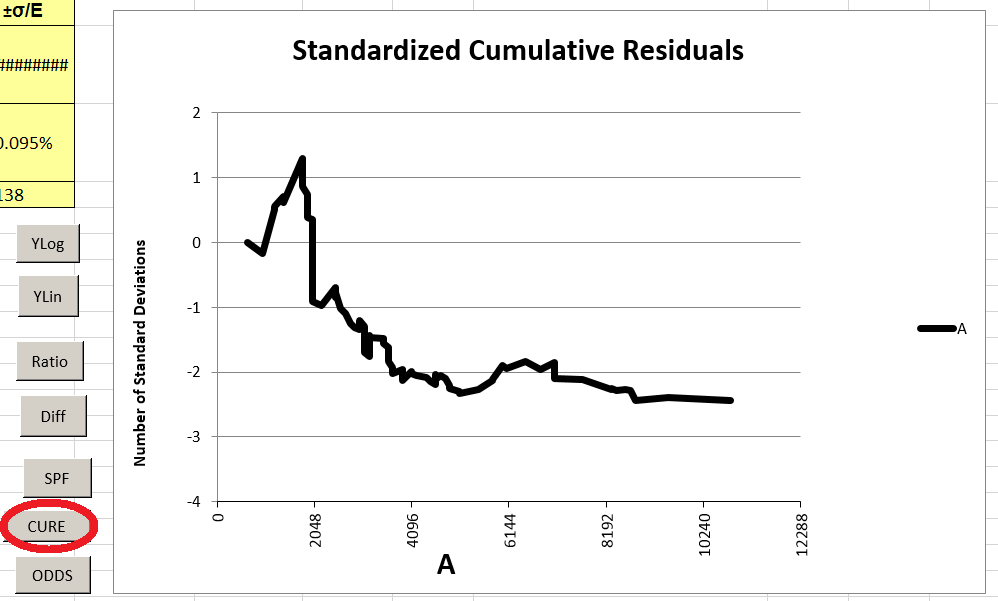 ±σ/E
#########
0.095%
138
YLog
YLin
Ratio
Diff
SPF
CURE
ODDS
Standardized Cumulative Residuals
Number of Standard Deviations
2
1
0
-1
-2
-3
-4
0
2048
4096
6144
8192
10240
12288
A
A